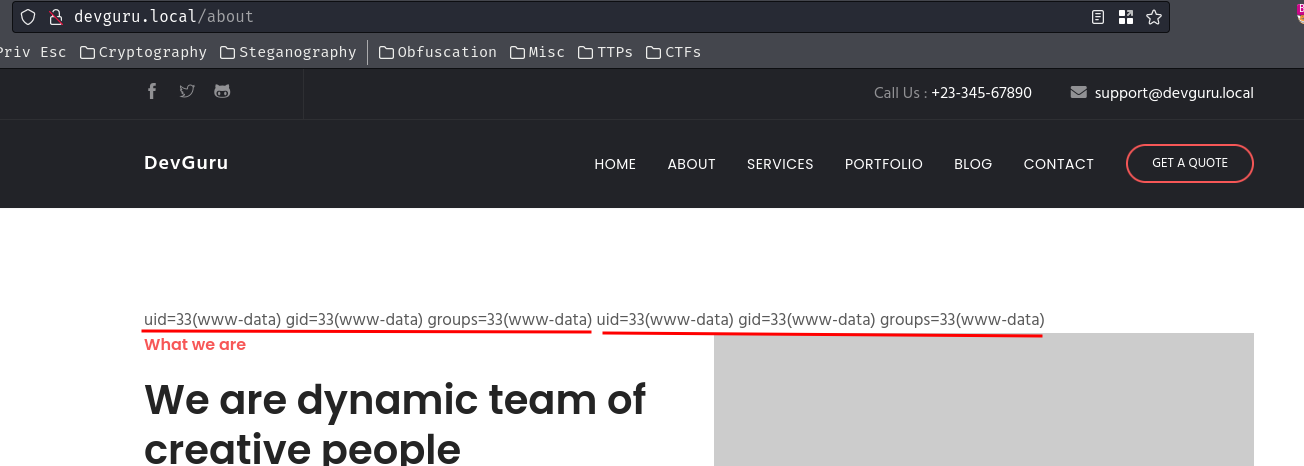 devguru.local/about
Priv Esc Cryptography Steganography Obfuscation Misc TTPs CTFs
Call Us : +23-345-67890 support@devguru.local
DevGuru HOME ABOUT SERVICES PORTFOLIO BLOG CONTACT GET A QUOTE
uid=33(www-data) gid=33(www-data) groups=33(www-data) uid=33(www-data) gid=33(www-data) groups=33(www-data)
What we are
We are dynamic team of
creative people